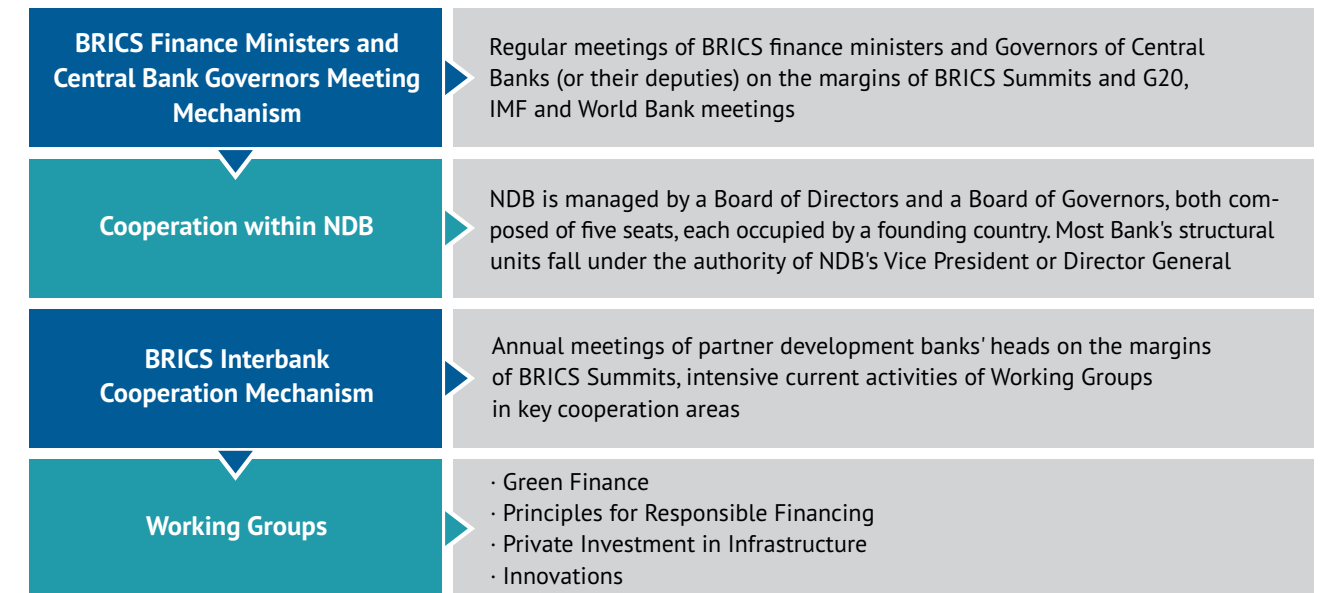 BRICS Finance Ministers and
Central Bank Governors Meeting
Mechanism
Regular meetings of BRICS finance ministers and Governors of Central
Banks (or their deputies) on the margins of BRICS Summits and G20,
IMF and World Bank meetings
Cooperation within NDB
NDB is managed by a Board of Directors and a Board of Governors, both com-
posed of five seats, each occupied by a founding country. Most Bank's structural
units fall under the authority of NDB's Vice President or Director General
BRICS Interbank
Cooperation Mechanism
Annual meetings of partner development banks' heads on the margins
of BRICS Summits, intensive current activities of Working Groups
in key cooperation areas
Working Groups
· Green Finance
· Principles for Responsible Financing
· Private Investment in Infrastructure
· Innovations